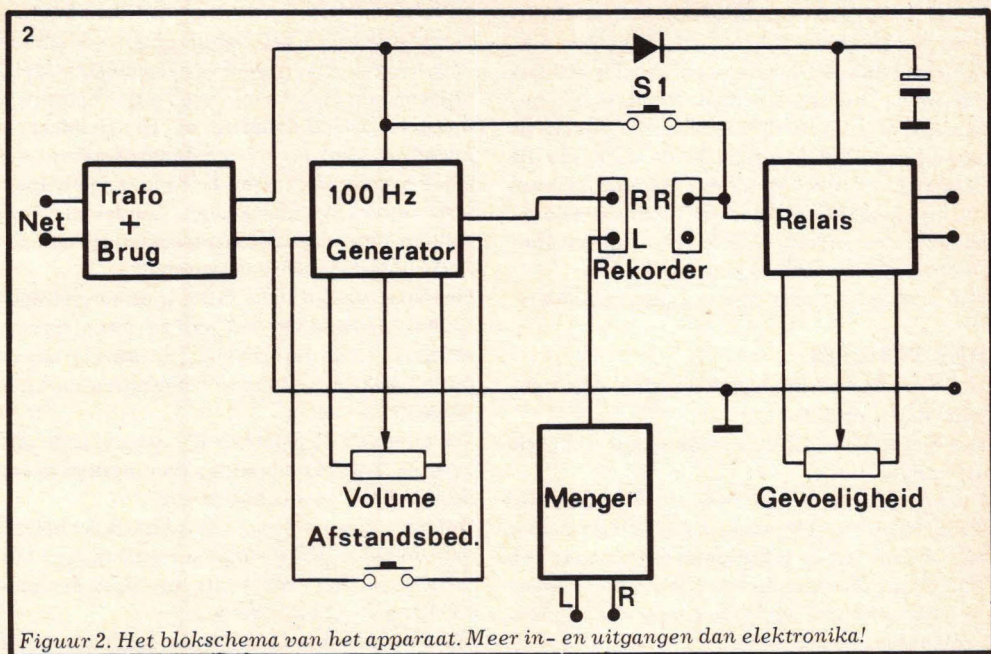 2
S1
Trafo
+
Brug
Net
100 Hz
Generator
R R
L
Rekorder
Relais
Volume
Afstandsbed.
Menger
L R
Gevoeligheid
Figuur 2. Het blokschema van het apparaat. Meer in- en uitgangen dan elektronika!